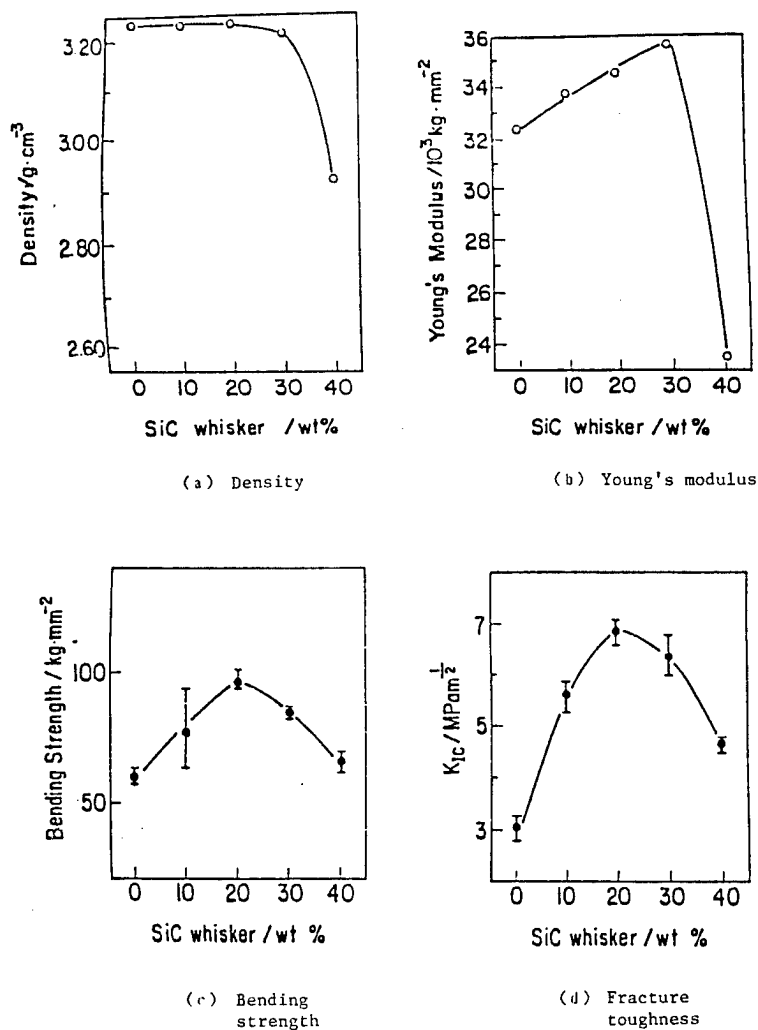 3.20
3.00
2.80
2.60
Density/g·cm⁻³
0 10 20 30 40
SiC whisker /wt%
(a) Density
36
34
32
30
28
26
24
Young's Modulus /10³kg·mm⁻²
0 10 20 30 40
SiC whisker /wt%
(b) Young's modulus
100
50
Bending Strength / kg·mm⁻²
0 10 20 30 40
SiC whisker /wt %
(c) Bending
strength
7
5
3
K_IC / MPam^1/2
0 10 20 30 40
SiC whisker /wt %
(d) Fracture
toughness